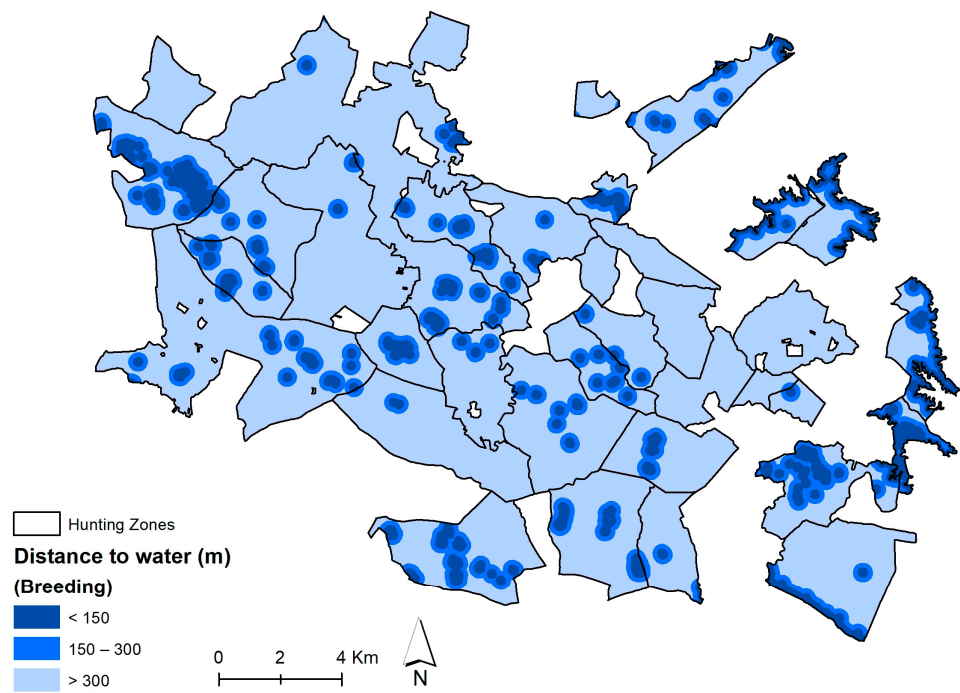 Hunting Zones
Distance to water (m)
(Breeding)
< 150
150 – 300
> 300
0 2 4 Km
N